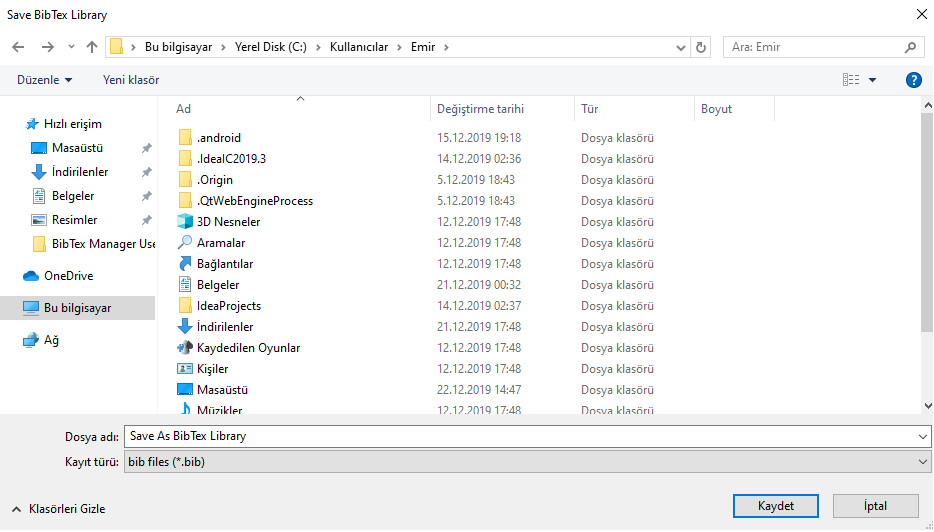 Save BibTex Library
Bu bilgisayar > Yerel Disk (C:) > Kullanıcılar > Emir >
Ara: Emir
Düzenle
Yeni klasör
?
Ad Değiştirme tarihi Tür Boyut
Hızlı erişim
Masaüstü
İndirilenler
Belgeler
Resimler
BibTex Manager Use
OneDrive
Bu bilgisayar
Ağ
.android 15.12.2019 19:18 Dosya klasörü
.IdeaIC2019.3 14.12.2019 02:36 Dosya klasörü
.Origin 5.12.2019 18:43 Dosya klasörü
.QtWebEngineProcess 5.12.2019 18:43 Dosya klasörü
3D Nesneler 12.12.2019 17:48 Dosya klasörü
Aramalar 12.12.2019 17:48 Dosya klasörü
Bağlantılar 12.12.2019 17:48 Dosya klasörü
Belgeler 21.12.2019 00:32 Dosya klasörü
IdeaProjects 14.12.2019 02:37 Dosya klasörü
İndirilenler 21.12.2019 17:48 Dosya klasörü
Kaydedilen Oyunlar 12.12.2019 17:48 Dosya klasörü
Kişiler 12.12.2019 17:48 Dosya klasörü
Masaüstü 22.12.2019 14:47 Dosya klasörü
Müzikler 12.12.2019 17:48 Dosya klasörü
Dosya adı: Save As BibTex Library
Kayıt türü: bib files (*.bib)
Klasörleri Gizle
Kaydet
İptal